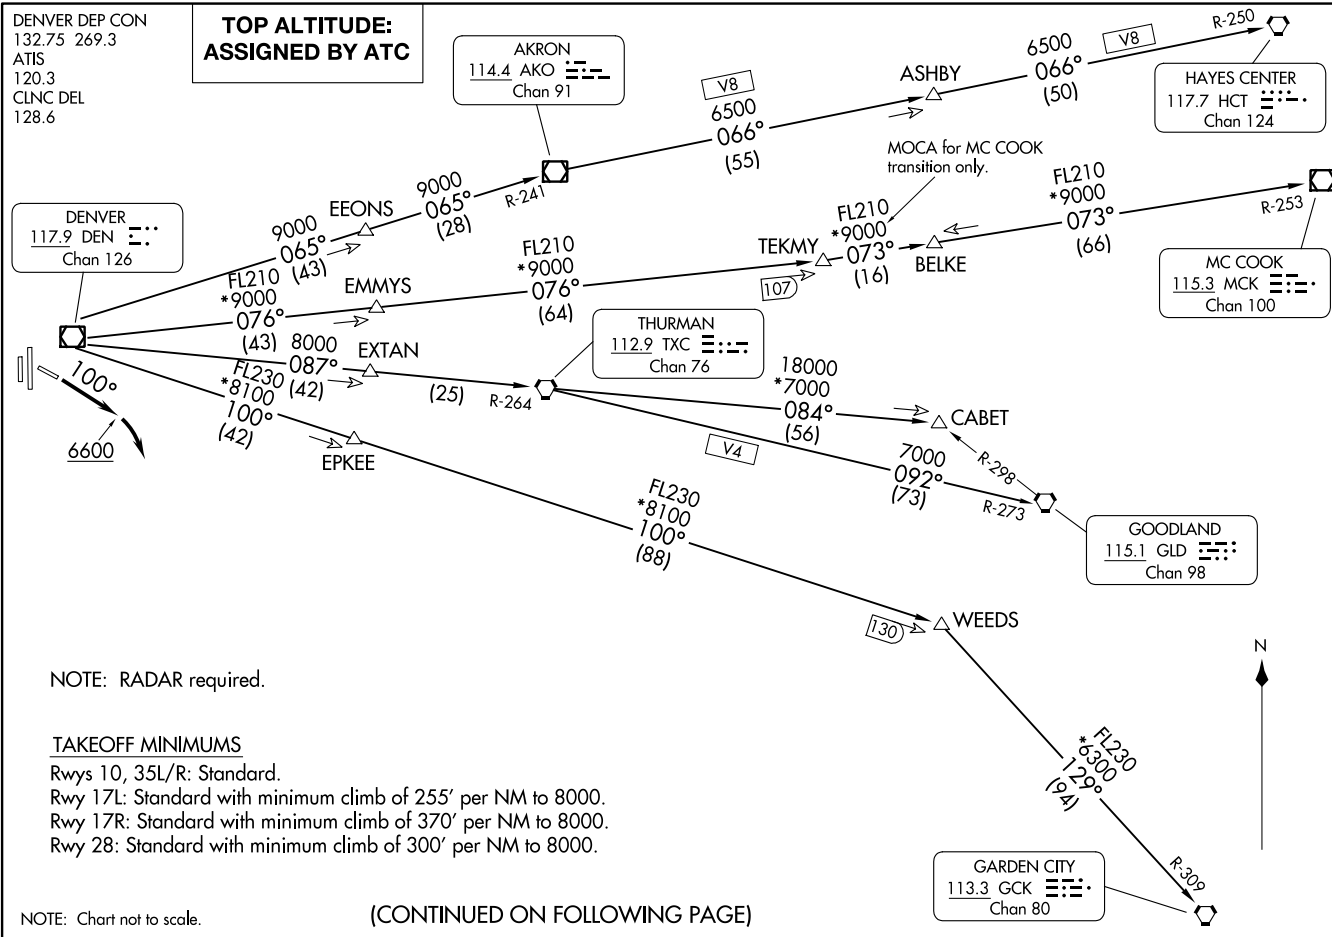 DENVER DEP CON
132.75 269.3
ATIS
120.3
CLNC DEL
128.6
TOP ALTITUDE:
ASSIGNED BY ATC
AKRON
114.4 AKO
Chan 91
V8
6500
066°
(55)
ASHBY
6500
V8
066°
(50)
R-250
HAYES CENTER
117.7 HCT
Chan 124
MOCA for MC COOK
transition only.
DENVER
117.9 DEN
Chan 126
9000
065°
(43)
EEONS
9000
065°
(28)
R-241
FL210
*9000
076°
(43)
EMMYS
FL210
*9000
076°
(64)
TEKMY
107
FL210
*9000
073°
(16)
BELKE
FL210
*9000
073°
(66)
R-253
MC COOK
115.3 MCK
Chan 100
8000
087°
(42)
EXTAN
(25)
R-264
THURMAN
112.9 TXC
Chan 76
18000
*7000
084°
(56)
CABET
R-298
V4
7000
092°
(73)
R-273
GOODLAND
115.1 GLD
Chan 98
100°
6600
FL230
*8100
100°
(42)
EPKEE
FL230
*8100
100°
(88)
130
WEEDS
FL230
*6300
129°
(94)
R-309
GARDEN CITY
113.3 GCK
Chan 80
N
NOTE: RADAR required.
TAKEOFF MINIMUMS
Rwys 10, 35L/R: Standard.
Rwy 17L: Standard with minimum climb of 255' per NM to 8000.
Rwy 17R: Standard with minimum climb of 370' per NM to 8000.
Rwy 28: Standard with minimum climb of 300' per NM to 8000.
NOTE: Chart not to scale.
(CONTINUED ON FOLLOWING PAGE)